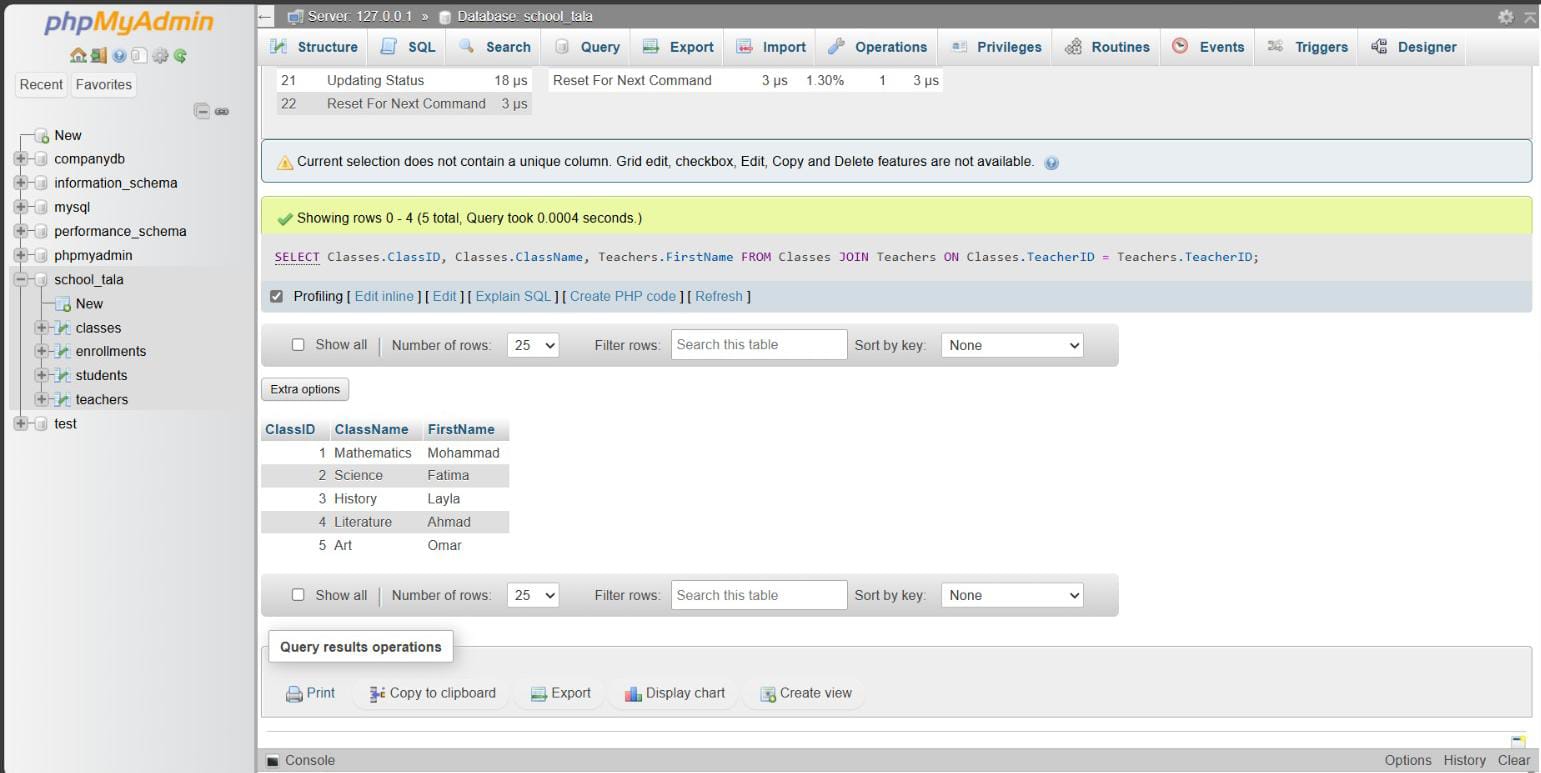 phpMyAdmin
Recent Favorites
New
companydb
information_schema
mysql
performance_schema
phpmyadmin
school_tala
New
classes
enrollments
students
teachers
test
Server: 127.0.0.1 » Database: school_tala
Structure SQL Search Query Export Import Operations Privileges Routines Events Triggers Designer
21 Updating Status 18 µs Reset For Next Command 3 µs 1.30% 1 3 µs
22 Reset For Next Command 3 µs
Current selection does not contain a unique column. Grid edit, checkbox, Edit, Copy and Delete features are not available.
Showing rows 0 - 4 (5 total, Query took 0.0004 seconds.)
SELECT Classes.ClassID, Classes.ClassName, Teachers.FirstName FROM Classes JOIN Teachers ON Classes.TeacherID = Teachers.TeacherID;
Profiling [ Edit inline ] [ Edit ] [ Explain SQL ] [ Create PHP code ] [ Refresh ]
Show all Number of rows: 25 Filter rows: Search this table Sort by key: None
Extra options
ClassID ClassName FirstName
1 Mathematics Mohammad
2 Science Fatima
3 History Layla
4 Literature Ahmad
5 Art Omar
Show all Number of rows: 25 Filter rows: Search this table Sort by key: None
Query results operations
Print Copy to clipboard Export Display chart Create view
Console Options History Clear